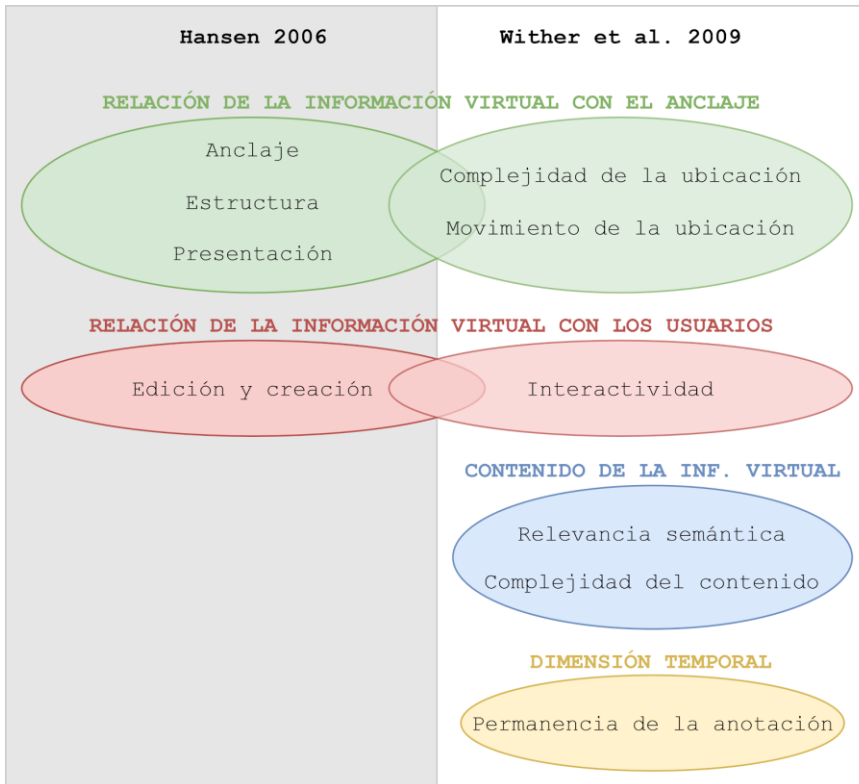 Hansen 2006
Wither et al. 2009
RELACIÓN DE LA INFORMACIÓN VIRTUAL CON EL ANCLAJE
Anclaje
Estructura
Presentación
Complejidad de la ubicación
Movimiento de la ubicación
RELACIÓN DE LA INFORMACIÓN VIRTUAL CON LOS USUARIOS
Edición y creación
Interactividad
CONTENIDO DE LA INF. VIRTUAL
Relevancia semántica
Complejidad del contenido
DIMENSIÓN TEMPORAL
Permanencia de la anotación